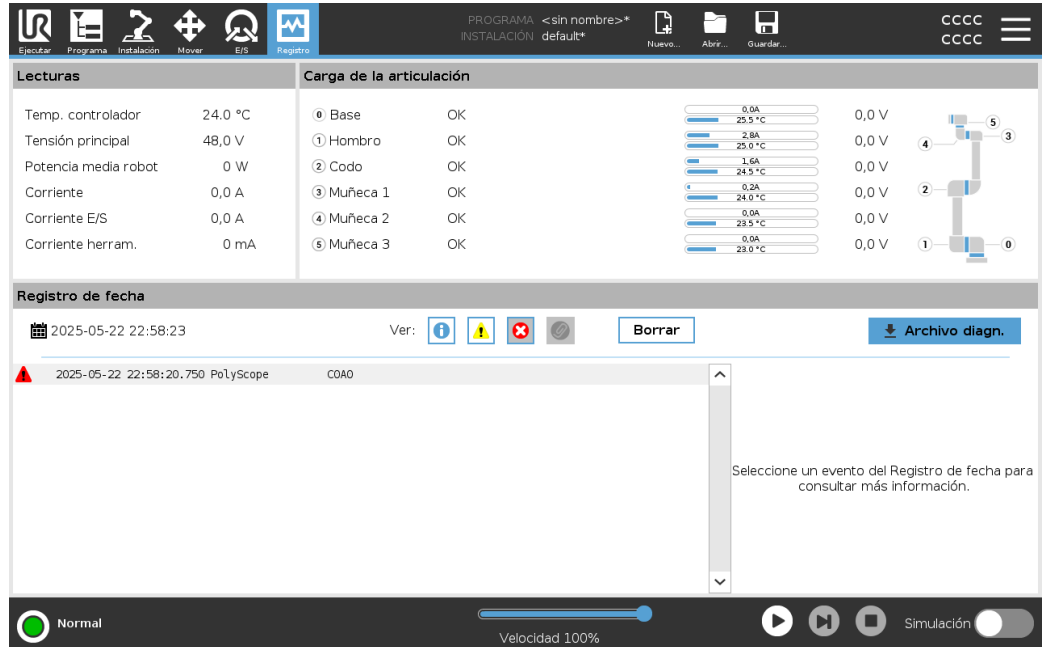 PROGRAMA <sin nombre>*
INSTALACIÓN default*
CCCC
CCCC
UR
Ejecutar Programa Instalación Mover E/S Registro
Nuevo... Abrir... Guardar...
Lecturas
Temp. controlador 24.0 °C
Tensión principal 48,0 V
Potencia media robot 0 W
Corriente 0,0 A
Corriente E/S 0,0 A
Corriente herram. 0 mA
Carga de la articulación
0 Base OK 0,0A 25.5 °C 0,0 V
1 Hombro OK 2,8A 25.0 °C 0,0 V
2 Codo OK 1,6A 24.5 °C 0,0 V
3 Muñeca 1 OK 0,2A 24.0 °C 0,0 V
4 Muñeca 2 OK 0,0A 23.5 °C 0,0 V
5 Muñeca 3 OK 0,0A 23.0 °C 0,0 V
5
4 3
2
1 0
Registro de fecha
2025-05-22 22:58:23 Ver: Borrar Archivo diagn.
2025-05-22 22:58:20.750 PolyScope C0A0
Seleccione un evento del Registro de fecha para
consultar más información.
Normal
Velocidad 100%
Simulación